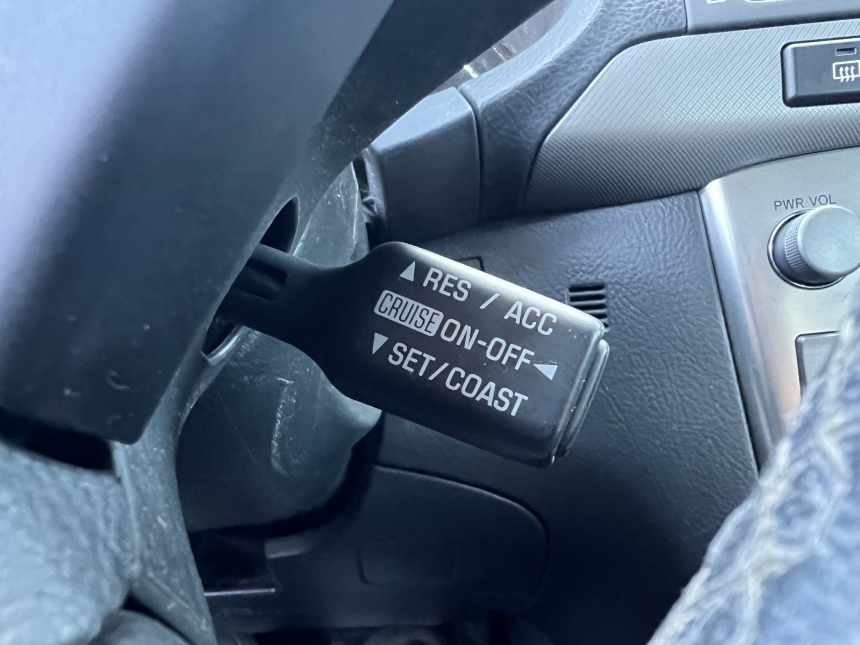 PWR·VOL
▲ RES / ACC
CRUISE ON-OFF ◀
▼ SET/COAST